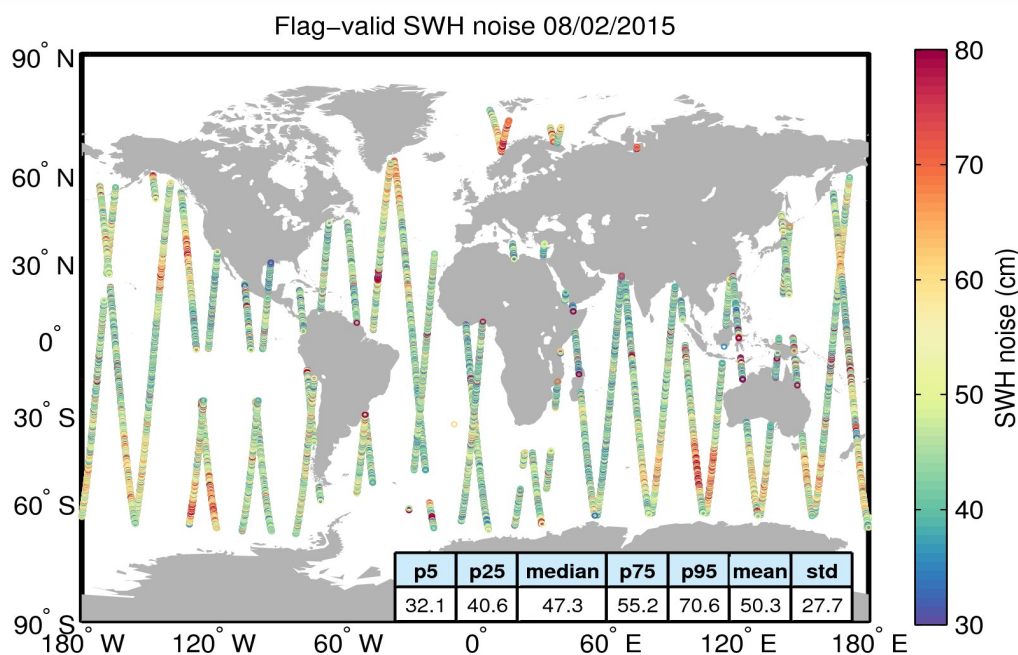 Flag−valid SWH noise 08/02/2015
90° N
60° N
30° N
0°
30° S
60° S
90° S
180° W
120° W
60° W
0°
60° E
120° E
180° E
80
70
60
50
40
30
SWH noise (cm)
p5 p25 median p75 p95 mean std
32.1 40.6 47.3 55.2 70.6 50.3 27.7